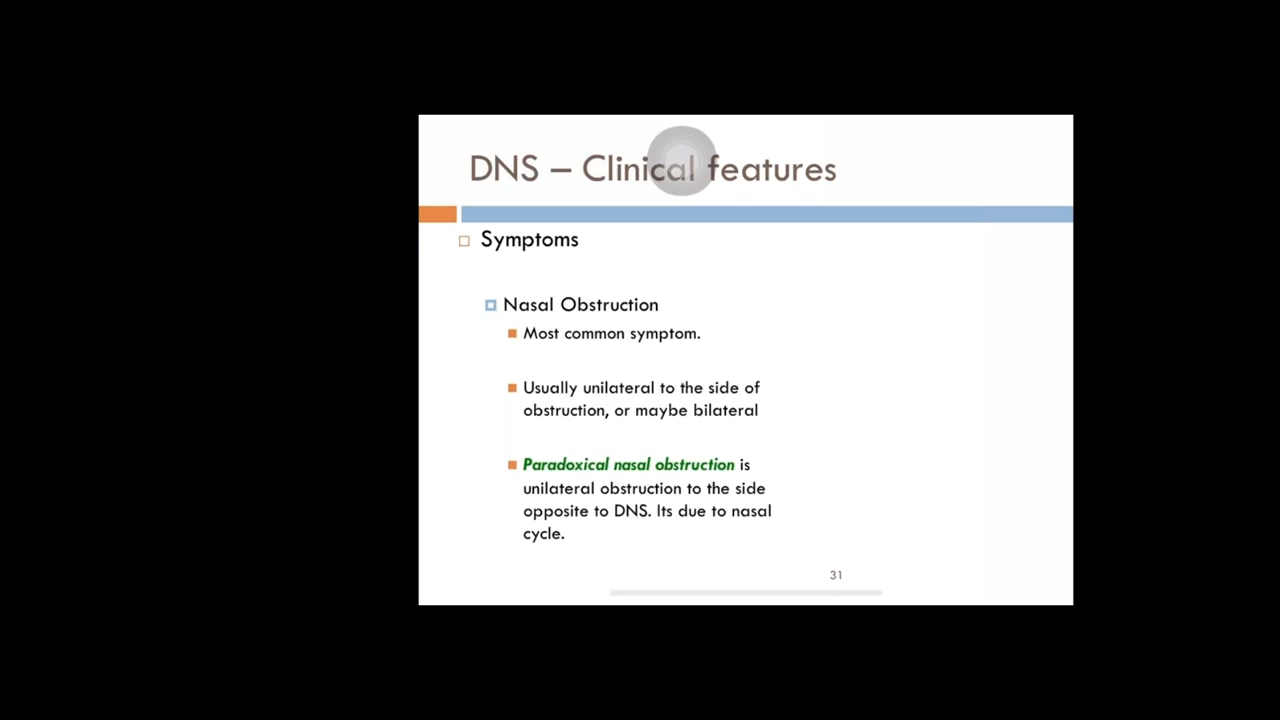 DNS – Clinical features
Symptoms
Nasal Obstruction
Most common symptom.
Usually unilateral to the side of
obstruction, or maybe bilateral
Paradoxical nasal obstruction is
unilateral obstruction to the side
opposite to DNS. Its due to nasal
cycle.
31